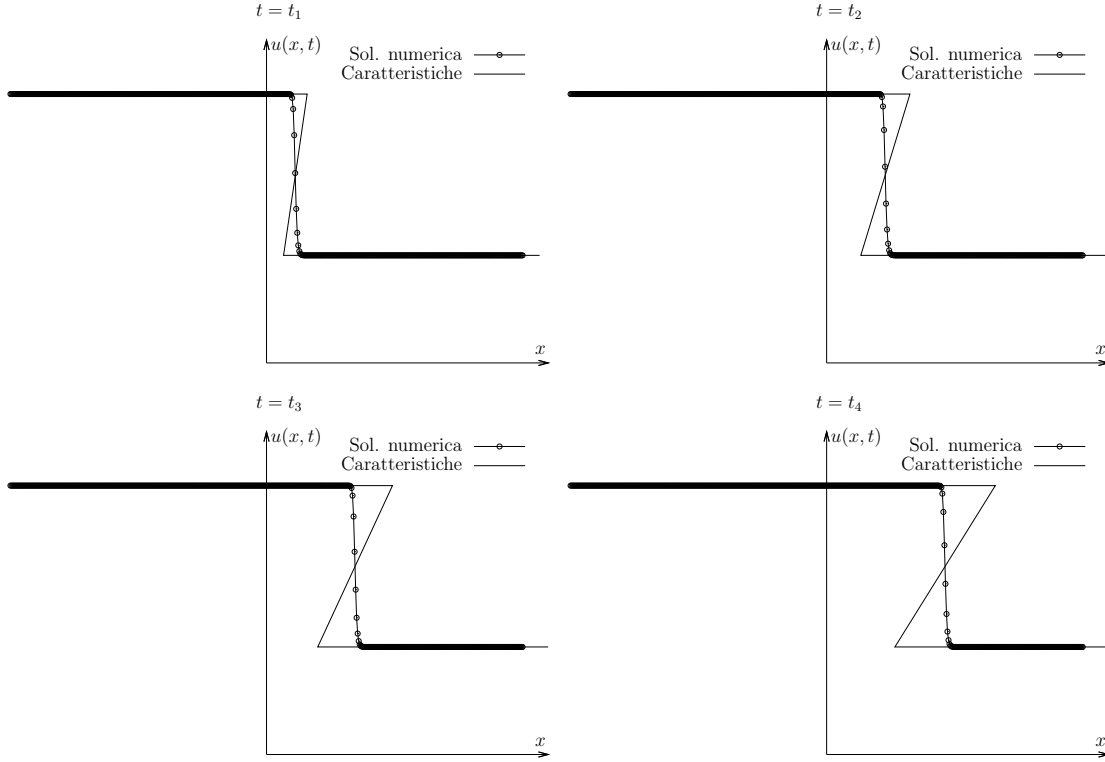 t = t₁
u(x, t)
Sol. numerica
Caratteristiche
x
t = t₂
u(x, t)
Sol. numerica
Caratteristiche
x
t = t₃
u(x, t)
Sol. numerica
Caratteristiche
x
t = t₄
u(x, t)
Sol. numerica
Caratteristiche
x